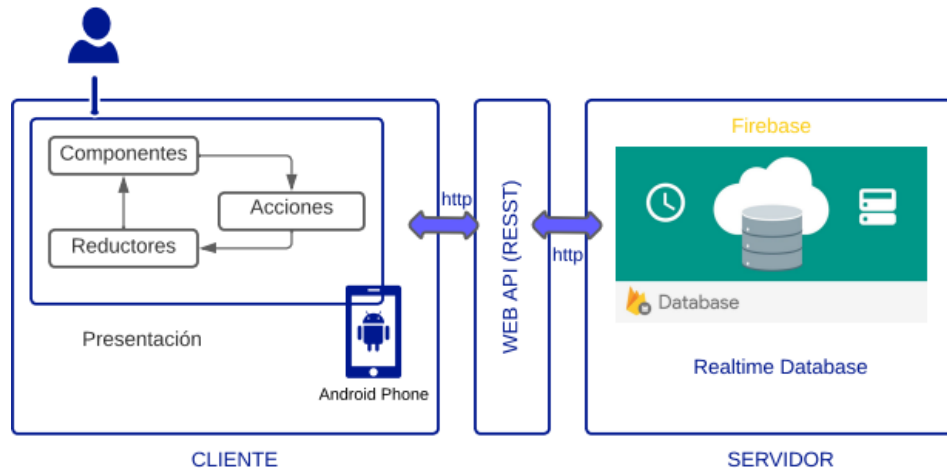 Componentes
Acciones
Reductores
Presentación
Android Phone
CLIENTE
http
WEB API (RESST)
http
Firebase
Database
Realtime Database
SERVIDOR